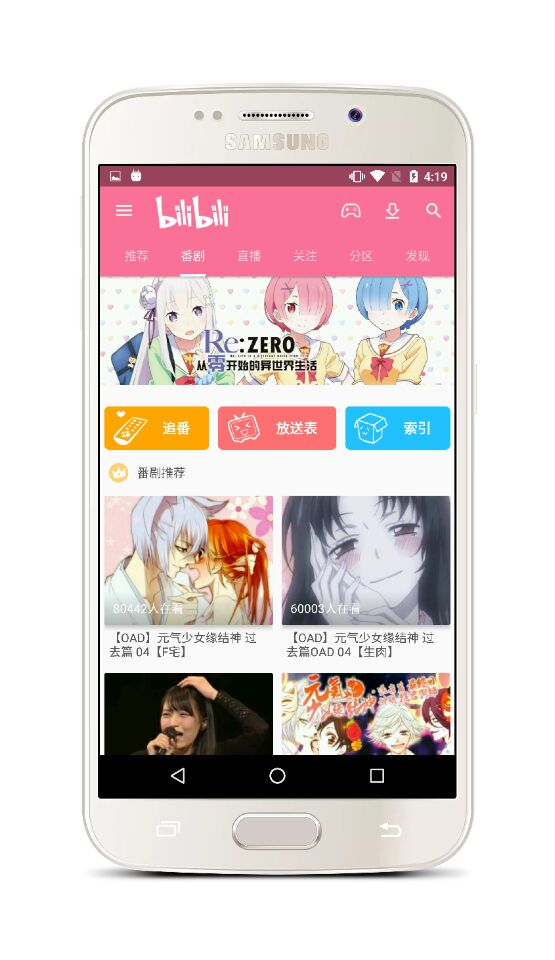 SAMSUNG
4:19
bilibili
推荐 番剧 直播 关注 分区 发现
Re:ZERO
从零开始的异世界生活
追番 放送表 索引
番剧推荐
80442人在看 60003人在看
【OAD】元气少女缘结神 过 【OAD】元气少女缘结神 过
去篇 04【F宅】 去篇OAD 04【生肉】